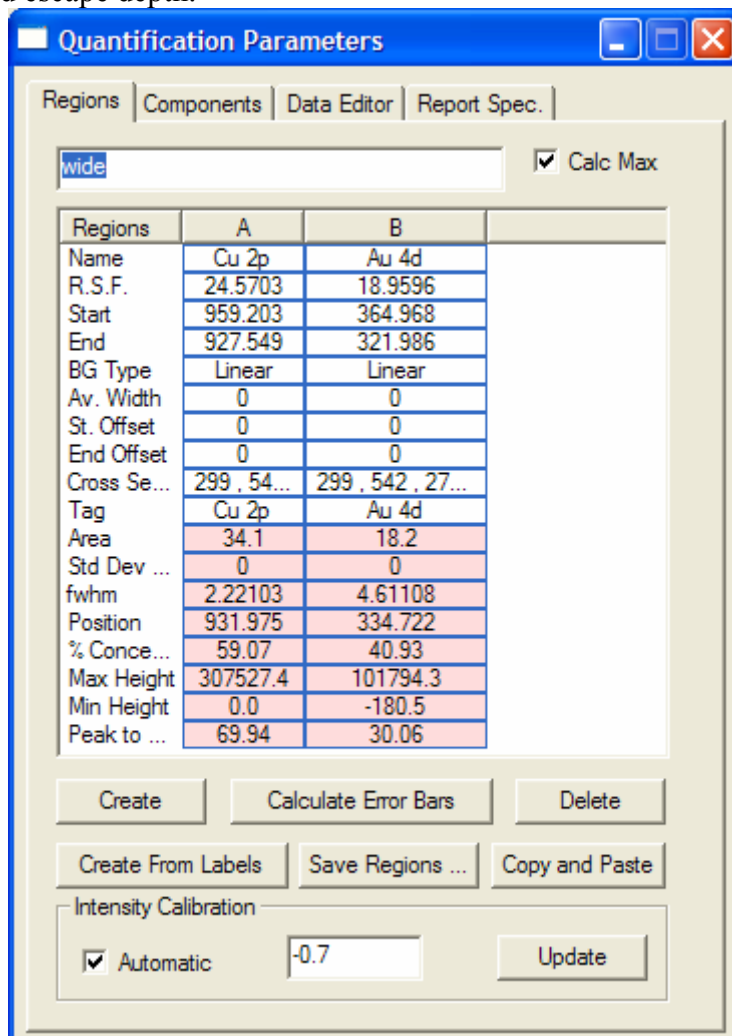 d escape depth.
Quantification Parameters
Regions Components Data Editor Report Spec.
wide Calc Max
Regions A B
Name Cu 2p Au 4d
R.S.F. 24.5703 18.9596
Start 959.203 364.968
End 927.549 321.986
BG Type Linear Linear
Av. Width 0 0
St. Offset 0 0
End Offset 0 0
Cross Se... 299 , 54... 299 , 542 , 27...
Tag Cu 2p Au 4d
Area 34.1 18.2
Std Dev ... 0 0
fwhm 2.22103 4.61108
Position 931.975 334.722
% Conce... 59.07 40.93
Max Height 307527.4 101794.3
Min Height 0.0 -180.5
Peak to ... 69.94 30.06
Create Calculate Error Bars Delete
Create From Labels Save Regions ... Copy and Paste
Intensity Calibration
Automatic -0.7 Update